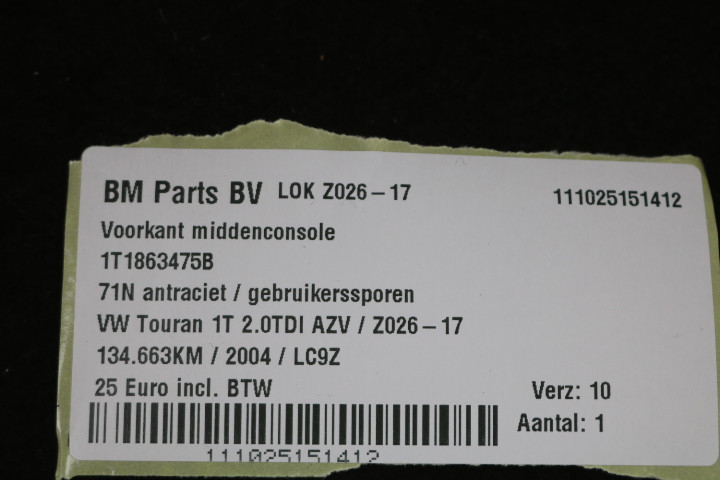 BM Parts BV LOK Z026-17 111025151412
Voorkant middenconsole
1T1863475B
71N antraciet / gebruikerssporen
VW Touran 1T 2.0TDI AZV / Z026-17
134.663KM / 2004 / LC9Z
25 Euro incl. BTW Verz: 10
Aantal: 1
111025151412